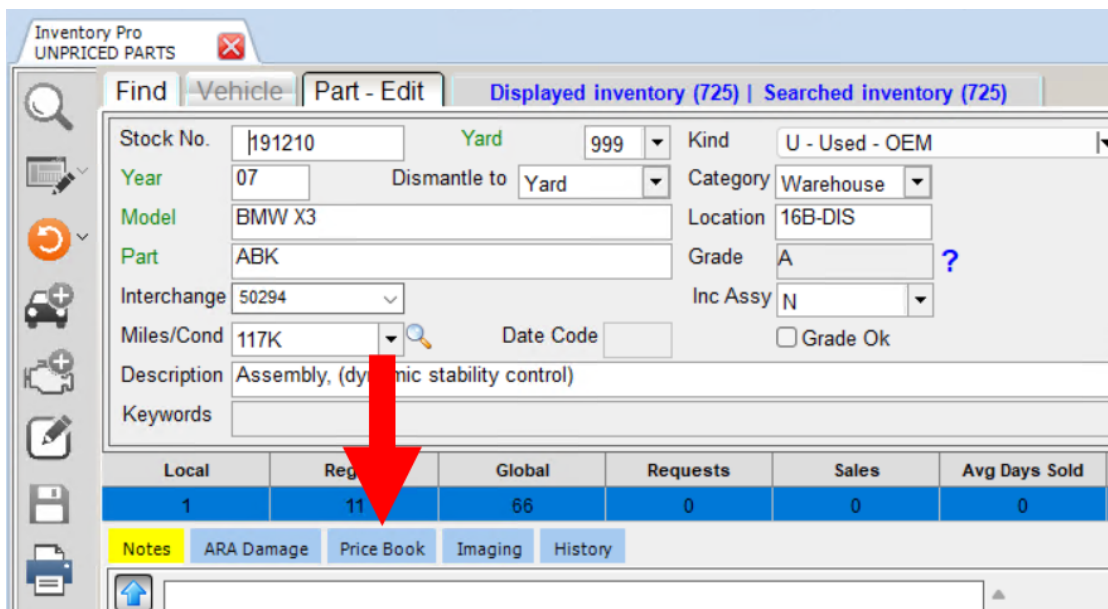 Inventory Pro
UNPRICED PARTS
Find Vehicle Part - Edit Displayed inventory (725) | Searched inventory (725)
Stock No. 191210 Yard 999 Kind U - Used - OEM
Year 07 Dismantle to Yard Category Warehouse
Model BMW X3 Location 16B-DIS
Part ABK Grade A ?
Interchange 50294 Inc Assy N
Miles/Cond 117K Date Code Grade Ok
Description Assembly, (dynamic stability control)
Keywords
Local Global Requests Sales Avg Days Sold
1 11 66 0 0 0
Notes ARA Damage Price Book Imaging History